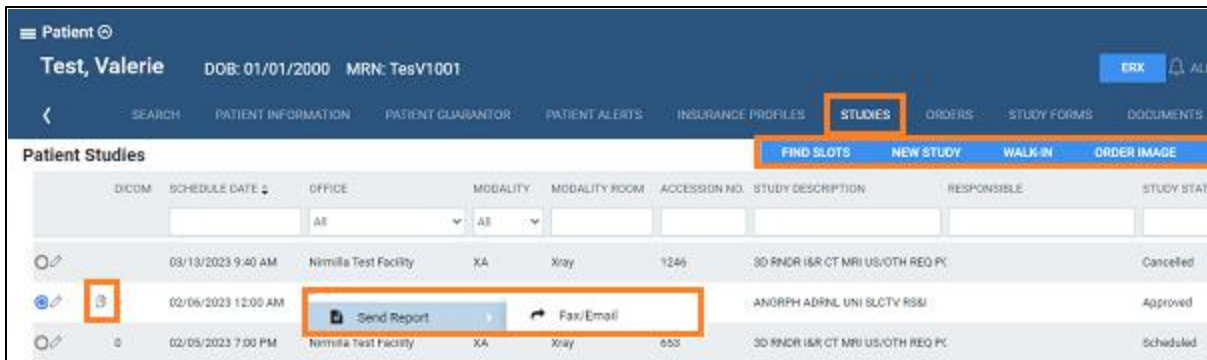 Patient
Test, Valerie DOB: 01/01/2000 MRN: TesV1001 ERX
SEARCH PATIENT INFORMATION PATIENT GUARANTOR PATIENT ALERTS INSURANCE PROFILES STUDIES ORDERS STUDY FORMS DOCUMENTS
Patient Studies FIND SLOTS NEW STUDY WALK-IN ORDER IMAGE
DICOM SCHEDULE DATE OFFICE MODALITY MODALITY ROOM ACCESSION NO. STUDY DESCRIPTION RESPONSIBLE STUDY STAT
All All
03/13/2023 9:40 AM Nirmilla Test Facility XA Xray 1246 3D RNDR I&R CT MRI US/OTH REQ PC Cancelled
02/06/2023 12:00 AM ANGRPH ADRNL UNI SLCTV RS&I Approved
Send Report Fax/Email
0 02/05/2023 7:00 PM Nirmilla Test Facility XA Xray 653 3D RNDR I&R CT MRI US/OTH REQ PC Scheduled